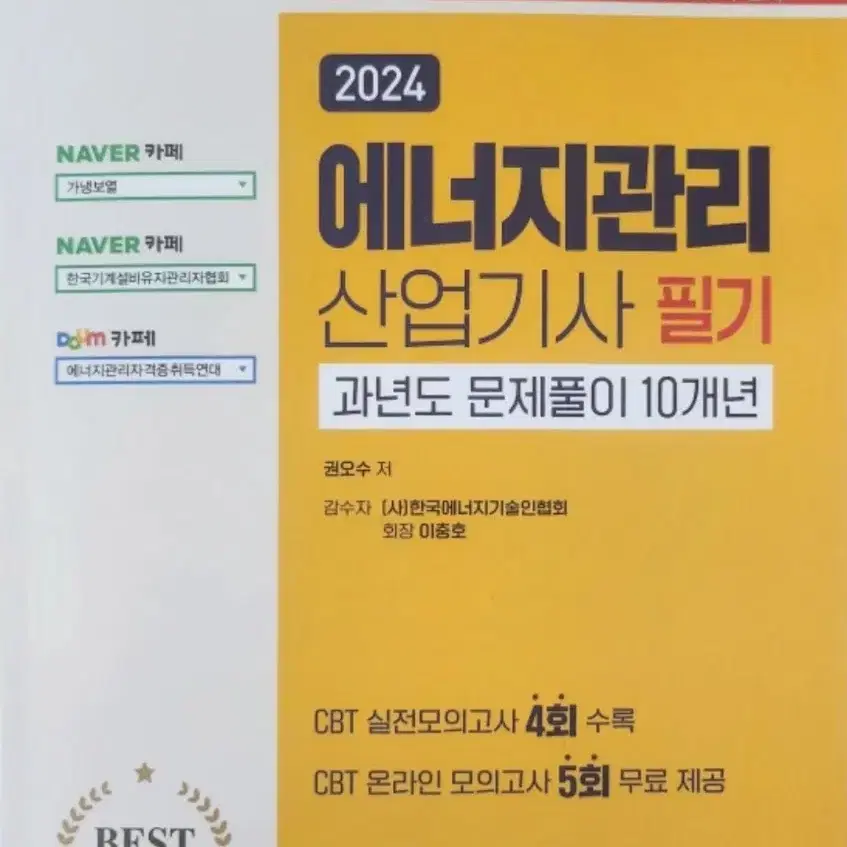 2024
에너지관리
산업기사 필기
과년도 문제풀이 10개년
권오수 저
감수자 (사)한국에너지기술인협회
회장 이충호
CBT 실전모의고사 4회 수록
CBT 온라인 모의고사 5회 무료 제공
NAVER 카페
가냉보열
NAVER 카페
한국기계설비유지관리자협회
Daum 카페
에너지관리자격증취득연대
BEST